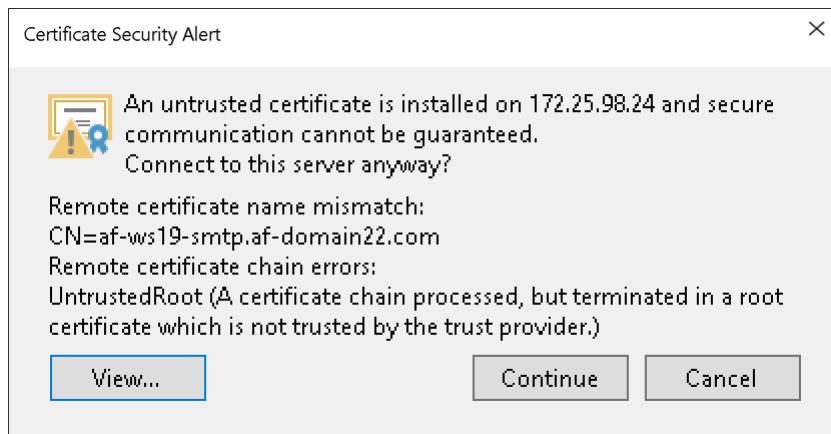 Certificate Security Alert
An untrusted certificate is installed on 172.25.98.24 and secure
communication cannot be guaranteed.
Connect to this server anyway?
Remote certificate name mismatch:
CN=af-ws19-smtp.af-domain22.com
Remote certificate chain errors:
UntrustedRoot (A certificate chain processed, but terminated in a root
certificate which is not trusted by the trust provider.)
View...
Continue
Cancel